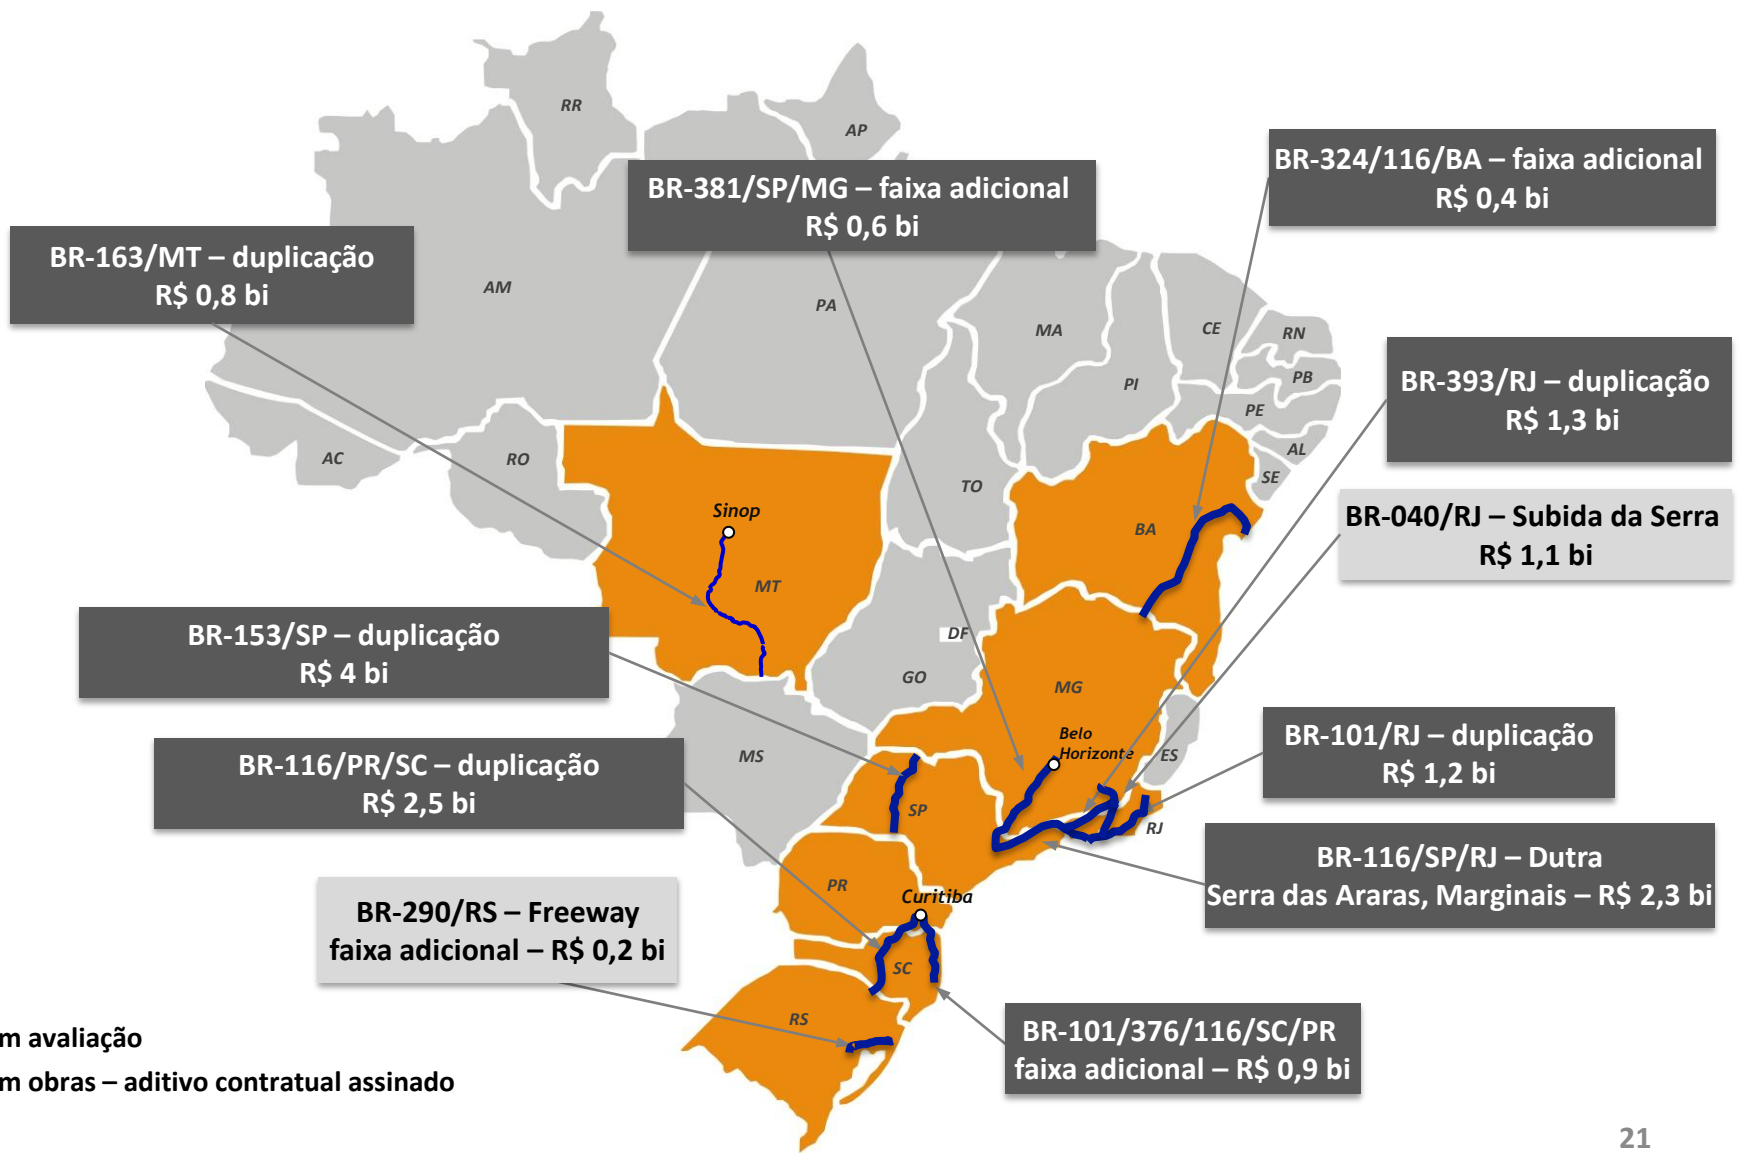 RR
AP
BR-324/116/BA – faixa adicional
R$ 0,4 bi
BR-381/SP/MG – faixa adicional
R$ 0,6 bi
BR-163/MT – duplicação
R$ 0,8 bi
AM
PA
MA
CE
RN
PB
PI
PE
AL
SE
BR-393/RJ – duplicação
R$ 1,3 bi
AC
RO
TO
Sinop
BA
BR-040/RJ – Subida da Serra
R$ 1,1 bi
MT
BR-153/SP – duplicação
R$ 4 bi
DF
GO
MG
BR-101/RJ – duplicação
R$ 1,2 bi
Belo
Horizonte
ES
MS
BR-116/PR/SC – duplicação
R$ 2,5 bi
SP
RJ
BR-116/SP/RJ – Dutra
Serra das Araras, Marginais – R$ 2,3 bi
PR
Curitiba
BR-290/RS – Freeway
faixa adicional – R$ 0,2 bi
SC
RS
BR-101/376/116/SC/PR
faixa adicional – R$ 0,9 bi
m avaliação
m obras – aditivo contratual assinado
21